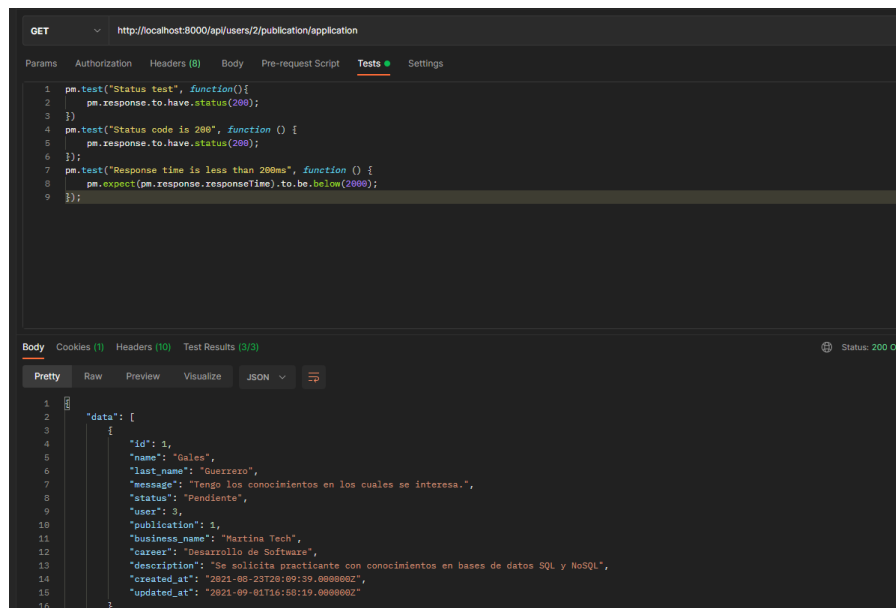 GET http://localhost:8000/api/users/2/publication/application
Params Authorization Headers (8) Body Pre-request Script Tests Settings
1 pm.test("Status test", function(){
2 pm.response.to.have.status(200);
3 })
4 pm.test("Status code is 200", function () {
5 pm.response.to.have.status(200);
6 });
7 pm.test("Response time is less than 200ms", function () {
8 pm.expect(pm.response.responseTime).to.be.below(2000);
9 });
Body Cookies (1) Headers (10) Test Results (3/3) Status: 200 O
Pretty Raw Preview Visualize JSON
1 {
2 "data": [
3 {
4 "id": 1,
5 "name": "Gales",
6 "last_name": "Guerrero",
7 "message": "Tengo los conocimientos en los cuales se interesa.",
8 "status": "Pendiente",
9 "user": 3,
10 "publication": 1,
11 "business_name": "Martina Tech",
12 "career": "Desarrollo de Software",
13 "description": "Se solicita practicante con conocimientos en bases de datos SQL y NoSQL",
14 "created_at": "2021-08-23T20:09:39.000000Z",
15 "updated_at": "2021-09-01T16:58:19.000000Z"
16 }